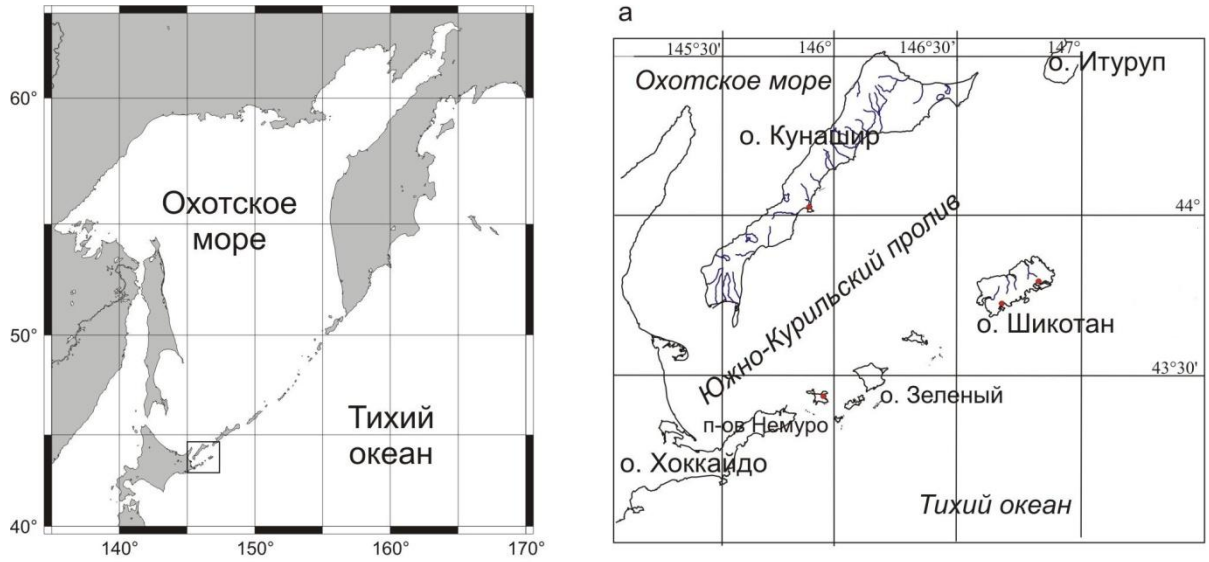 60°
50°
40°
140°
150°
160°
170°
Охотское
море
Тихий
океан
а
145°30'
146°
146°30'
147°
Охотское море
о. Итуруп
о. Кунашир
44°
Южно-Курильский пролив
о. Шикотан
43°30'
о. Зеленый
п-ов Немуро
о. Хоккайдо
Тихий океан